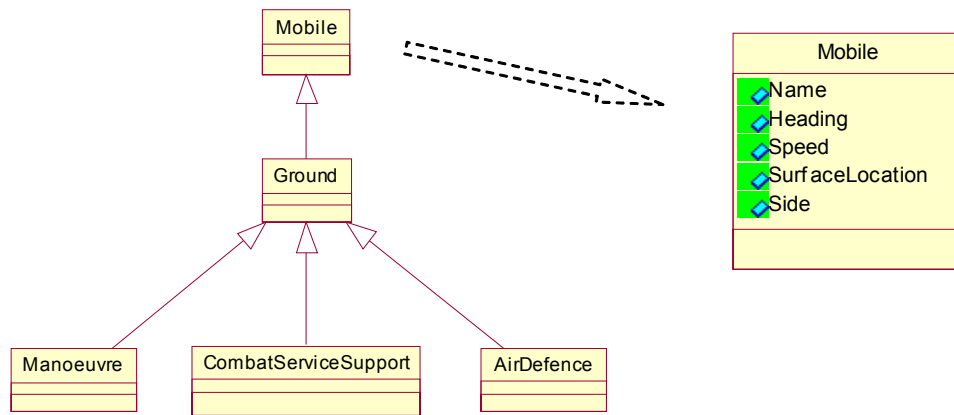 Mobile
Ground
Manoeuvre
CombatServiceSupport
AirDefence
Mobile
Name
Heading
Speed
SurfaceLocation
Side